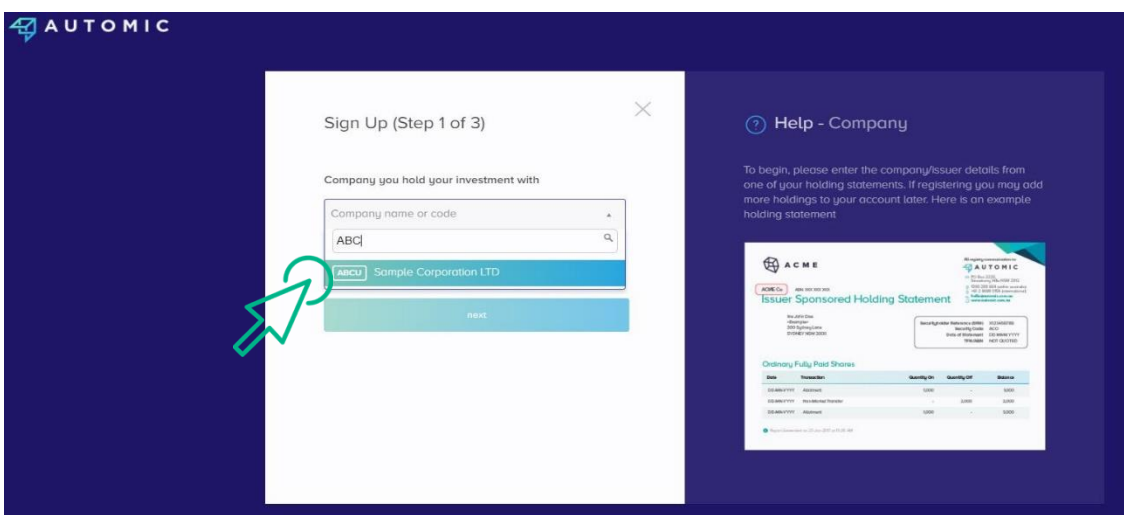 AUTOMIC
Sign Up (Step 1 of 3)
Company you hold your investment with
Company name or code
ABC
ABCU Sample Corporation LTD
next
? Help - Company
To begin, please enter the company/issuer details from
one of your holding statements. If registering you may add
more holdings to your account later. Here is an example
holding statement
ACME
AUTOMIC
ACME Co
Issuer Sponsored Holding Statement
SYDNEY NSW 2000
Ordinary Fully Paid Shares
Date Transaction Quantity On Quantity Off Balance